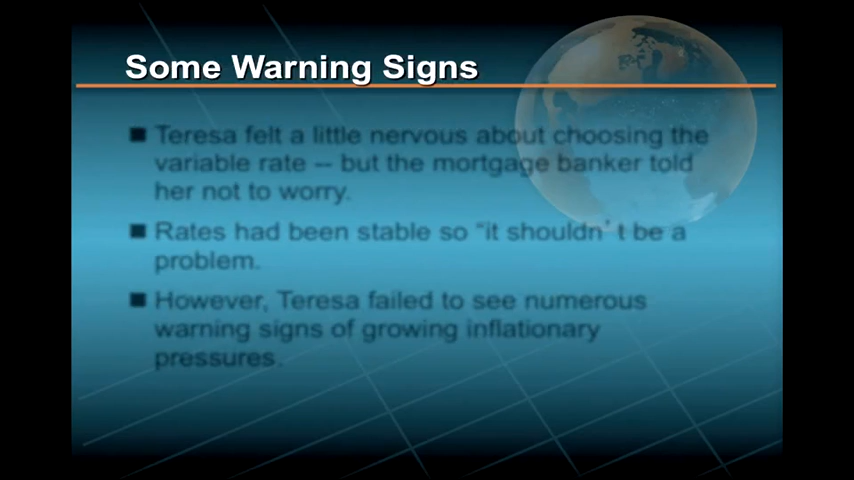 Some Warning Signs
■ Teresa felt a little nervous about choosing the
variable rate -- but the mortgage banker told
her not to worry.
■ Rates had been stable so “it shouldn’t be a
problem.
■ However, Teresa failed to see numerous
warning signs of growing inflationary
pressures.